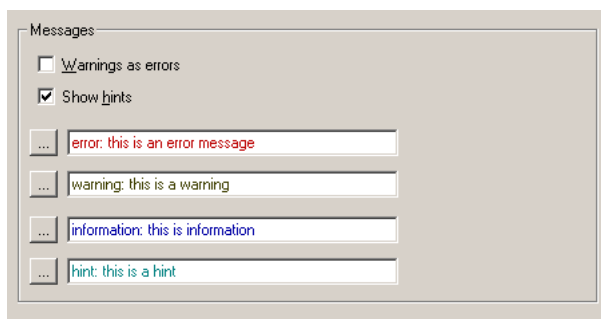 Messages
Warnings as errors
Show hints
... error: this is an error message
... warning: this is a warning
... information: this is information
... hint: this is a hint